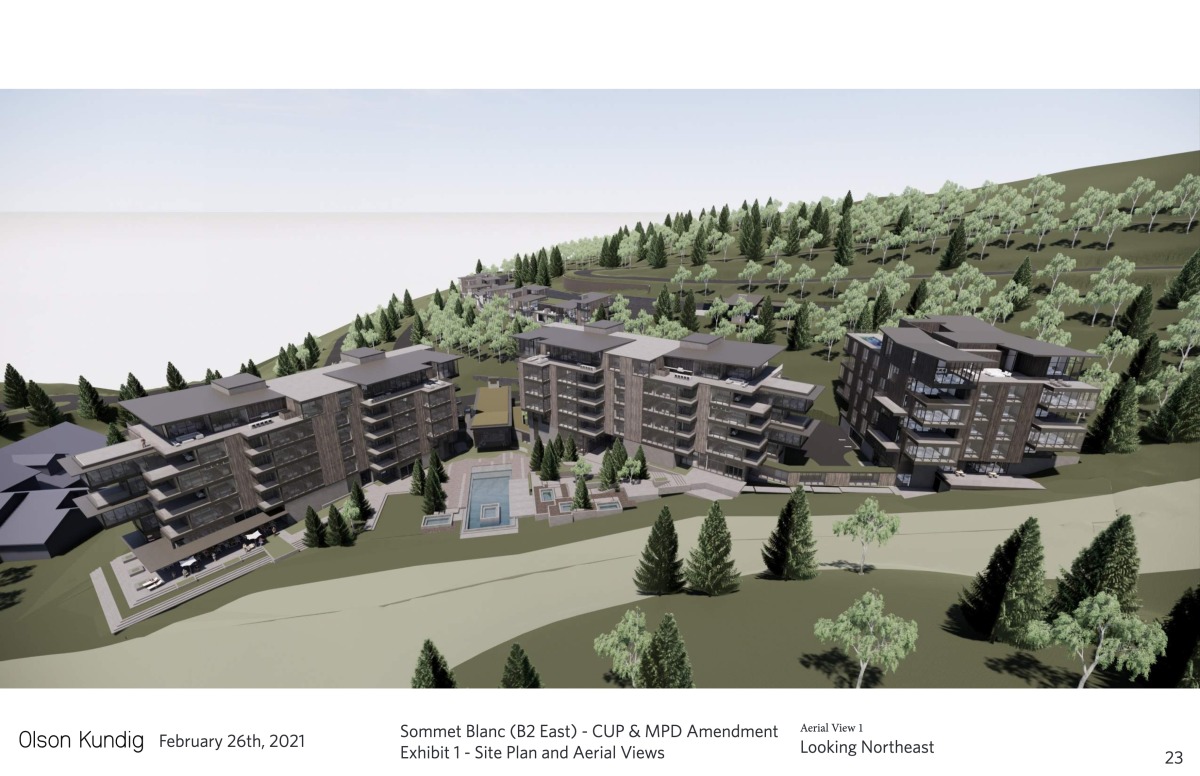 Olson Kundig
February 26th, 2021
Sommet Blanc (B2 East) - CUP & MPD Amendment
Exhibit 1 - Site Plan and Aerial Views
Aerial View 1
Looking Northeast
23